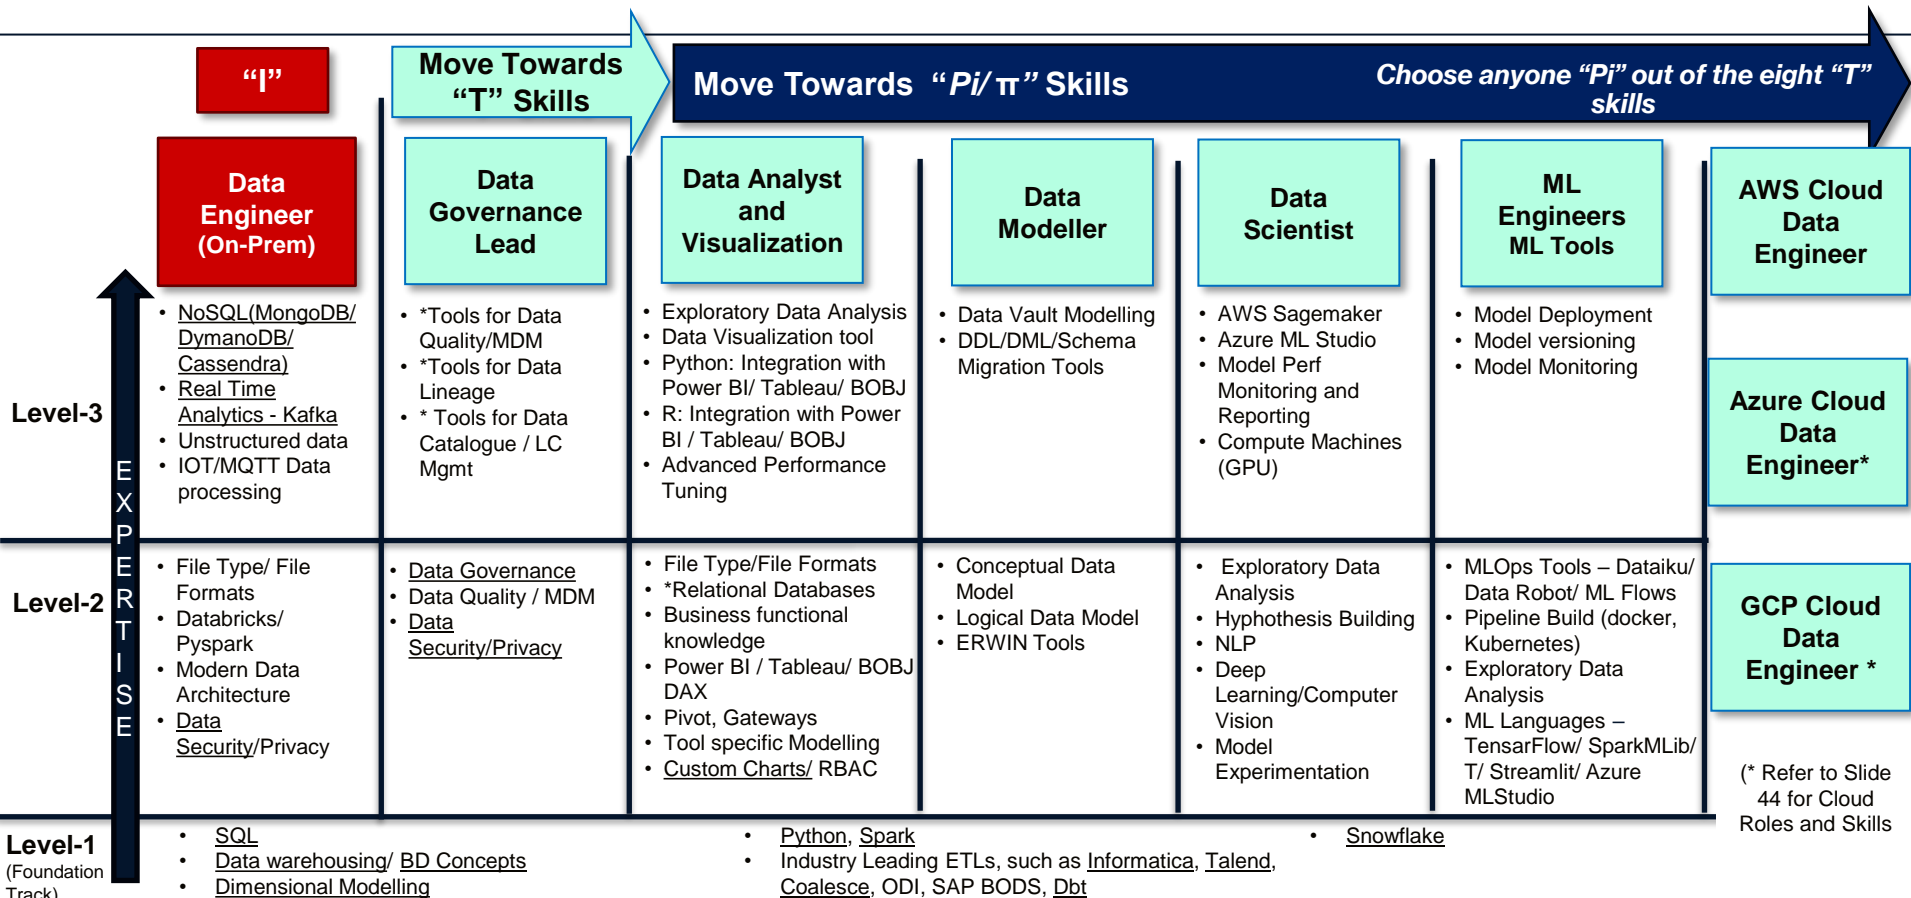 “I”
Move Towards
“T” Skills
Move Towards “Pi/ π” Skills
Choose anyone “Pi” out of the eight “T”
skills
Data
Engineer
(On-Prem)
Data
Governance
Lead
Data Analyst
and
Visualization
Data
Modeller
Data
Scientist
ML
Engineers
ML Tools
AWS Cloud
Data
Engineer
Azure Cloud
Data
Engineer*
GCP Cloud
Data
Engineer *
(* Refer to Slide
44 for Cloud
Roles and Skills
EXPERTISE
Level-3
• NoSQL(MongoDB/
DymanoDB/
Cassendra)
• Real Time
Analytics - Kafka
• Unstructured data
• IOT/MQTT Data
processing
• *Tools for Data
Quality/MDM
• *Tools for Data
Lineage
• * Tools for Data
Catalogue / LC
Mgmt
• Exploratory Data Analysis
• Data Visualization tool
• Python: Integration with
Power BI/ Tableau/ BOBJ
• R: Integration with Power
BI / Tableau/ BOBJ
• Advanced Performance
Tuning
• Data Vault Modelling
• DDL/DML/Schema
Migration Tools
• AWS Sagemaker
• Azure ML Studio
• Model Perf
Monitoring and
Reporting
• Compute Machines
(GPU)
• Model Deployment
• Model versioning
• Model Monitoring
Level-2
• File Type/ File
Formats
• Databricks/
Pyspark
• Modern Data
Architecture
• Data
Security/Privacy
• Data Governance
• Data Quality / MDM
• Data
Security/Privacy
• File Type/File Formats
• *Relational Databases
• Business functional
knowledge
• Power BI / Tableau/ BOBJ
DAX
• Pivot, Gateways
• Tool specific Modelling
• Custom Charts/ RBAC
• Conceptual Data
Model
• Logical Data Model
• ERWIN Tools
• Exploratory Data
Analysis
• Hyphothesis Building
• NLP
• Deep
Learning/Computer
Vision
• Model
Experimentation
• MLOps Tools – Dataiku/
Data Robot/ ML Flows
• Pipeline Build (docker,
Kubernetes)
• Exploratory Data
Analysis
• ML Languages –
TensarFlow/ SparkMLib/
T/ Streamlit/ Azure
MLStudio
Level-1
(Foundation
Track)
• SQL
• Data warehousing/ BD Concepts
• Dimensional Modelling
• Python, Spark
• Industry Leading ETLs, such as Informatica, Talend,
Coalesce, ODI, SAP BODS, Dbt
• Snowflake